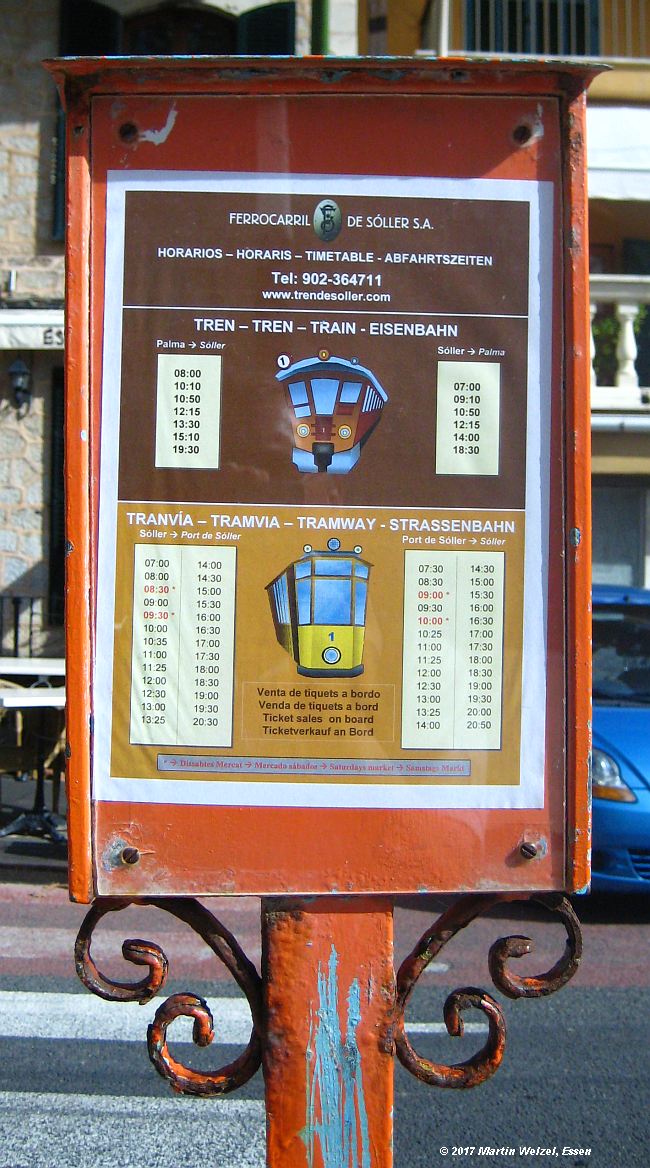 ÉS
FERROCARRIL DE SÓLLER S.A.
HORARIOS – HORARIS – TIMETABLE - ABFAHRTSZEITEN
Tel: 902-364711
www.trendesoller.com
TREN – TREN – TRAIN - EISENBAHN
Palma → Sóller
08:00
10:10
10:50
12:15
13:30
15:10
19:30
1
1
Sóller → Palma
07:00
09:10
10:50
12:15
14:00
18:30
TRANVÍA – TRAMVIA – TRAMWAY - STRASSENBAHN
Sóller → Port de Sóller
07:00 14:00
08:00 14:30
08:30 * 15:00
09:00 15:30
09:30 * 16:00
10:00 16:30
10:35 17:00
11:00 17:30
11:25 18:00
12:00 18:30
12:30 19:00
13:00 19:30
13:25 20:30
1
Port de Sóller → Sóller
07:30 14:30
08:30 15:00
09:00 * 15:30
09:30 16:00
10:00 * 16:30
10:25 17:00
11:00 17:30
11:25 18:00
12:00 18:30
12:30 19:00
13:00 19:30
13:25 20:00
14:00 20:50
Venta de tiquets a bordo
Venda de tiquets a bord
Ticket sales on board
Ticketverkauf an Bord
* → Dissabtes Mercat → Mercado sábados → Saturdays market → Samstags Markt
© 2017 Martin Welzel, Essen